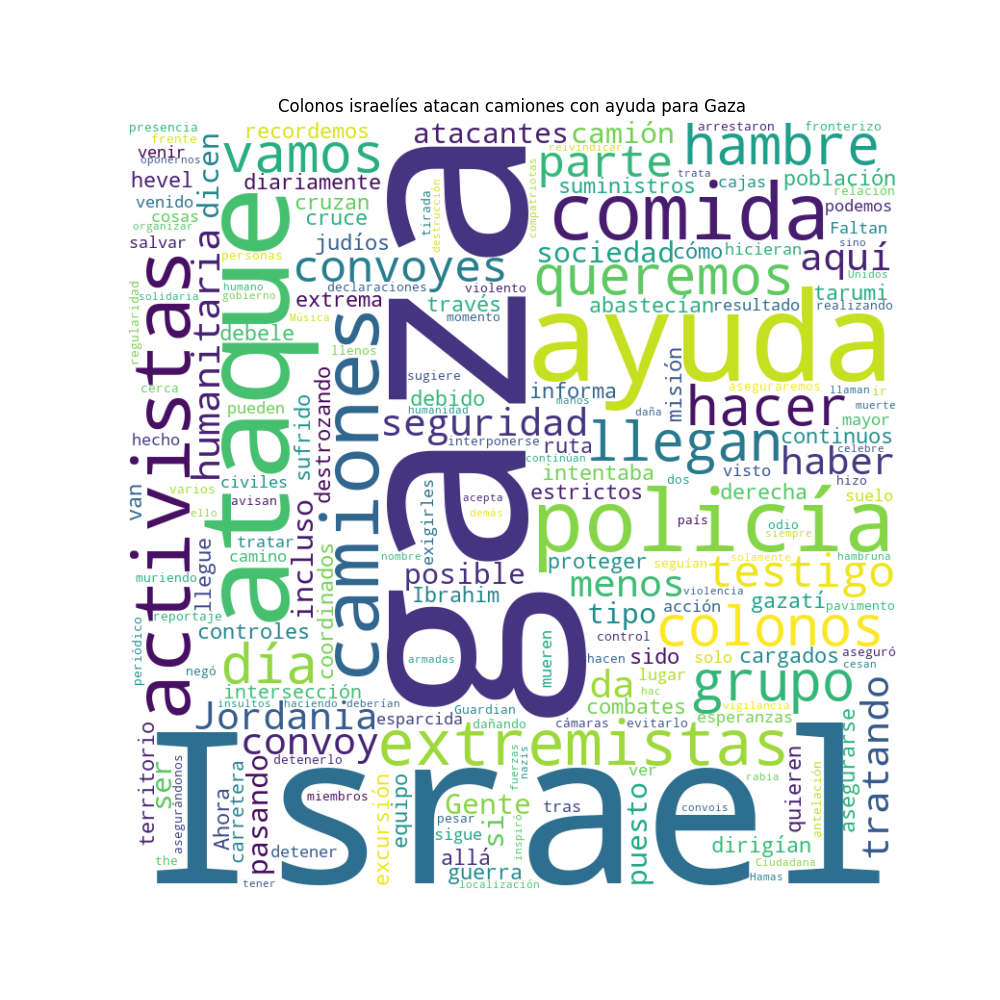 Colonos israelíes atacan camiones con ayuda para Gaza
presencia
frente
recordemos
atacantes
camión
arrestaron
fronterizo
venir
oponernos
vamos
reivindicar
parte
hambre
hevel
dicen
diariamente
tirada
destrucción
compatriotas
trata
suministros
cajas
población
relación
venido
cruzan
comida
podemos
cosas
organizar
cruce
Faltan
salvar
judíos
sociedad
cómo
hicieran
sino
aquí
personas
convoyes
Unidos
solidaria
humano
gobierno
declaraciones
violento
queremos
tarumi
regularidad
humanitaria
extrema
través
abastecían
resultado
realizando
Música
momento
debele
ayuda
activistas
ataque
gaza
camiones
llenos
sugiere
cerca
pueden
debido
manos
informa
misión
aseguraremos
llaman
ir
humanidad
daña
hacer
mayor
muerte
hecho
sufrido
destrozando
seguridad
interponerse
ruta
llegan
continuos
celebre
continúan
haber
van
varios
civiles
incluso
intentaba
visto
hizo
avisan
exigirles
acepta
estrictos
dos
derecha
suelo
ello
demás
policía
país
odio
siempre
tratar
camino
nombre
proteger
seguían
solamente
hambruna
muriendo
llegue
posible
menos
testigo
violencia
reportaje
coordinados
Ibrahim
tipo
acción
gazatí
pavimento
controles
control
colonos
periódico
negó
día
armadas
mueren
hacen
sido
solo
cargados
aseguró
cesan
intersección
da
lugar
hac
grupo
insultos
haciendo
deberían
Guardian
combates
esperanzas
vigilancia
Jordania
esparcida
dañando
cámaras
evitarlo
territorio
convoy
extremistas
tratando
ser
asegurándonos
detenerlo
fuerzas
nazis
ver
rabia
quieren
antelación
asegurarse
Ahora
carretera
pasando
miembros
excursión
equipo
Gente
tras
puesto
convois
pesar
si
inspiró
sigue
dirigían
the
detener
allá
Ciudadana
guerra
tener
localización
Hamas
Israel